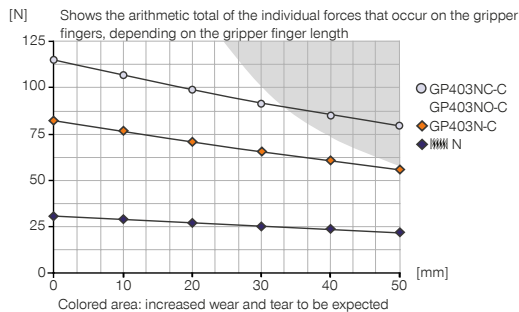 [N]
Shows the arithmetic total of the individual forces that occur on the gripper
fingers, depending on the gripper finger length
125
100
75
50
25
0
0 10 20 30 40 50
[mm]
GP403NC-C
GP403NO-C
GP403N-C
N
Colored area: increased wear and tear to be expected